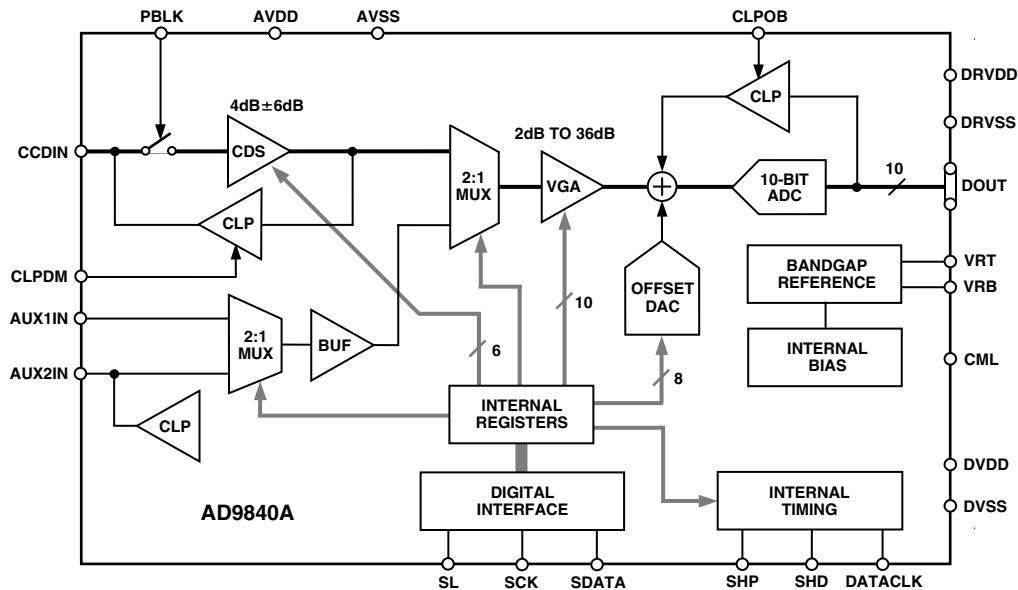 PBLK
AVDD
AVSS
CLPOB
DRVDD
4dB±6dB
CLP
2dB TO 36dB
DRVSS
CCDIN
CDS
2:1
MUX
VGA
10-BIT
ADC
10
DOUT
CLP
CLPDM
OFFSET
DAC
BANDGAP
REFERENCE
VRT
VRB
10
AUX1IN
2:1
MUX
BUF
6
8
INTERNAL
BIAS
CML
AUX2IN
CLP
INTERNAL
REGISTERS
DVDD
AD9840A
DIGITAL
INTERFACE
INTERNAL
TIMING
DVSS
SL
SCK
SDATA
SHP
SHD
DATACLK